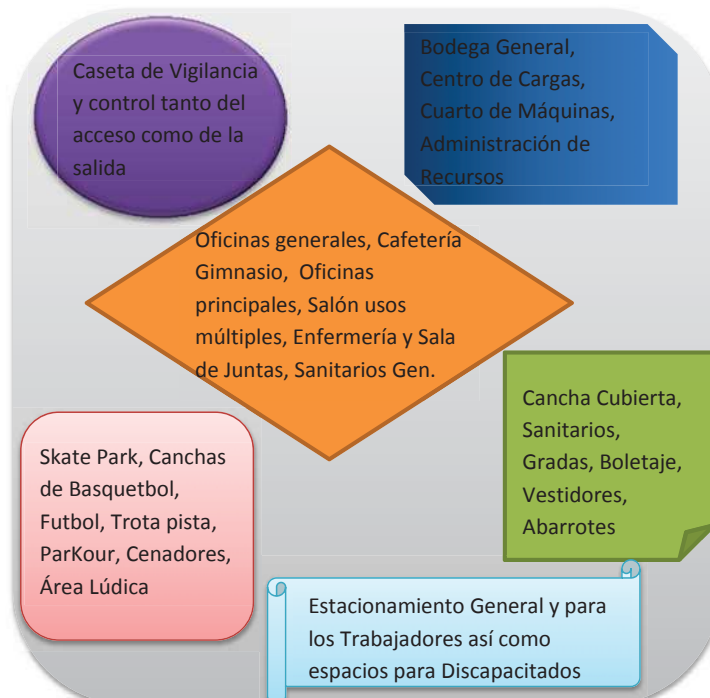 Caseta de Vigilancia
y control tanto del
acceso como de la
salida
Bodega General,
Centro de Cargas,
Cuarto de Máquinas,
Administración de
Recursos
Oficinas generales, Cafetería
Gimnasio, Oficinas
principales, Salón usos
múltiples, Enfermería y Sala
de Juntas, Sanitarios Gen.
Cancha Cubierta,
Sanitarios,
Gradas, Boletaje,
Vestidores,
Abarrotes
Skate Park, Canchas
de Basquetbol,
Futbol, Trota pista,
ParKour, Cenadores,
Área Lúdica
Estacionamiento General y para
los Trabajadores así como
espacios para Discapacitados